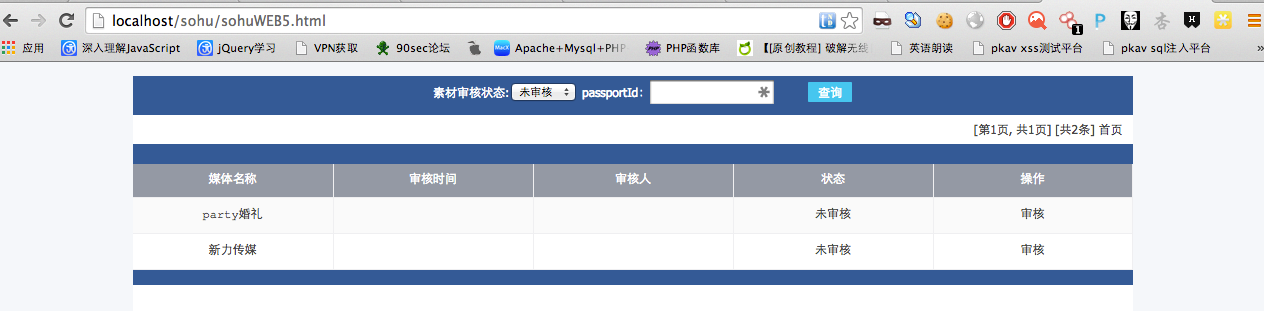 localhost/sohu/sohuWEB5.html
应用 深入理解JavaScript jQuery学习 VPN获取 90sec论坛 Apache+Mysql+PHP PHP函数库 【[原创教程] 破解无线 英语朗读 pkav xss测试平台 pkav sql注入平台 »
素材审核状态: 未审核 passportId: 查询
[第1页, 共1页] [共2条] 首页
媒体名称 审核时间 审核人 状态 操作
party婚礼 未审核 审核
新力传媒 未审核 审核